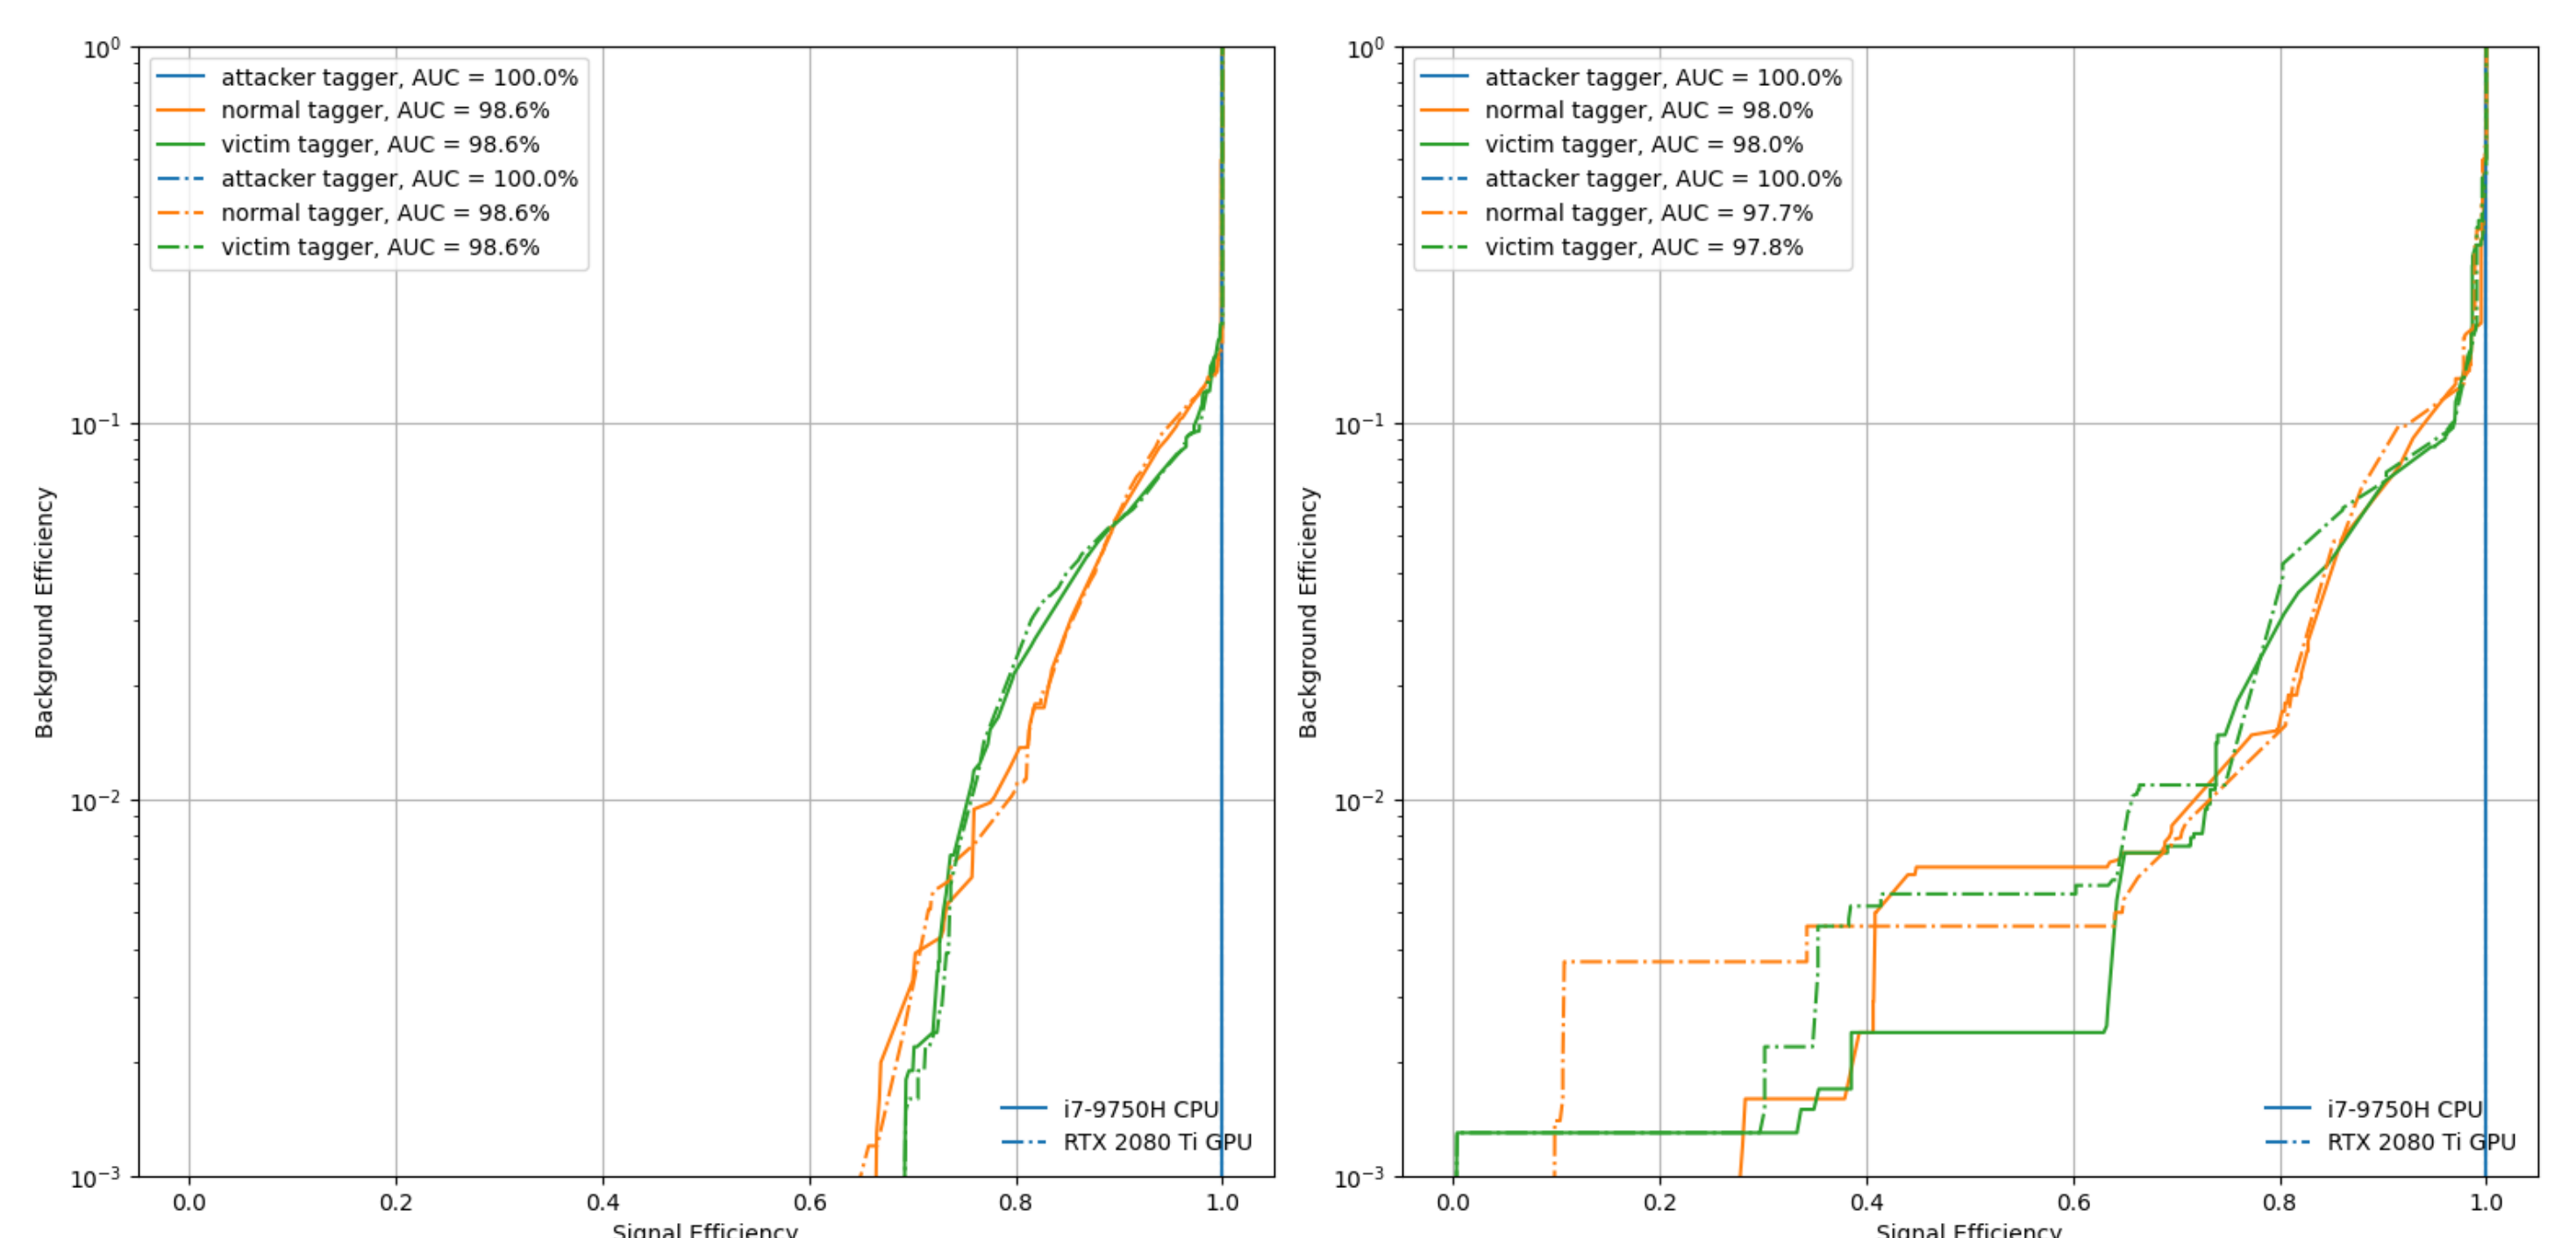 10⁰
10⁻¹
10⁻²
10⁻³
Background Efficiency
attacker tagger, AUC = 100.0%
normal tagger, AUC = 98.6%
victim tagger, AUC = 98.6%
attacker tagger, AUC = 100.0%
normal tagger, AUC = 98.6%
victim tagger, AUC = 98.6%
i7-9750H CPU
RTX 2080 Ti GPU
0.0 0.2 0.4 0.6 0.8 1.0
Signal Efficiency
10⁰
10⁻¹
10⁻²
10⁻³
Background Efficiency
attacker tagger, AUC = 100.0%
normal tagger, AUC = 98.0%
victim tagger, AUC = 98.0%
attacker tagger, AUC = 100.0%
normal tagger, AUC = 97.7%
victim tagger, AUC = 97.8%
i7-9750H CPU
RTX 2080 Ti GPU
0.0 0.2 0.4 0.6 0.8 1.0
Signal Efficiency